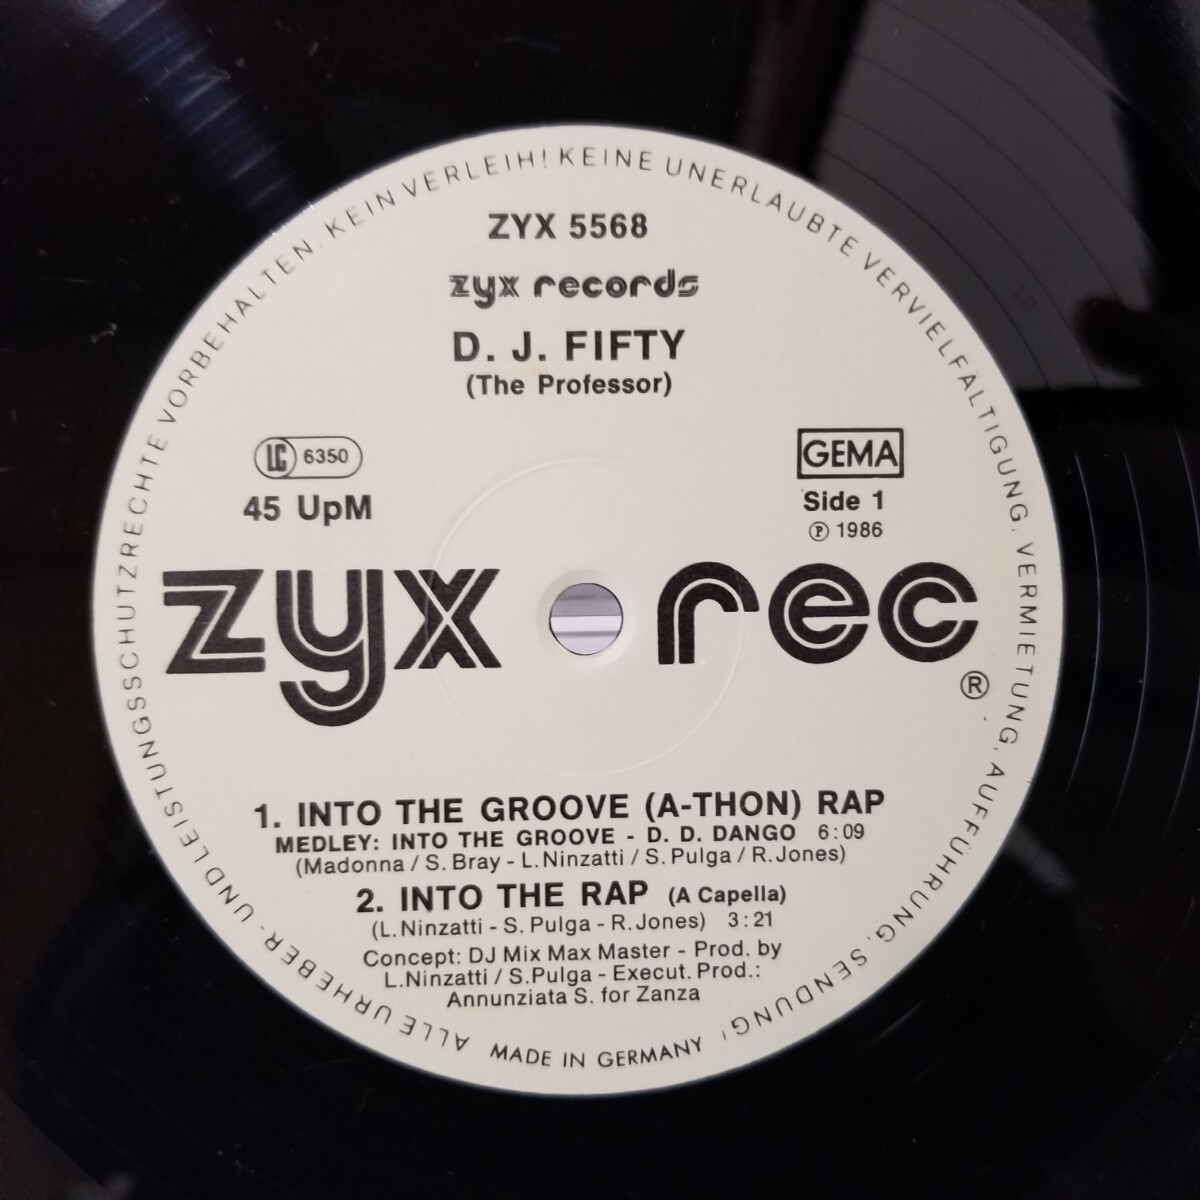 ALLE URHEBER- UND LEISTUNGSSCHUTZRECHTE VORBEHALTEN. KEIN VERLEIH! KEINE UNERLAUBTE VERVIELFÄLTIGUNG, VERMIETUNG, AUFFÜHRUNG, SENDUNG!
ZYX 5568
zyx records
D. J. FIFTY
(The Professor)
LC 6350
GEMA
45 UpM
Side 1
Ⓟ 1986
zyx rec®
1. INTO THE GROOVE (A-THON) RAP
MEDLEY: INTO THE GROOVE - D. D. DANGO 6:09
(Madonna / S. Bray - L. Ninzatti / S. Pulga / R. Jones)
2. INTO THE RAP (A Capella)
(L. Ninzatti - S. Pulga - R. Jones) 3:21
Concept: DJ Mix Max Master - Prod. by
L. Ninzatti / S. Pulga - Execut. Prod.:
Annunziata S. for Zanza
MADE IN GERMANY